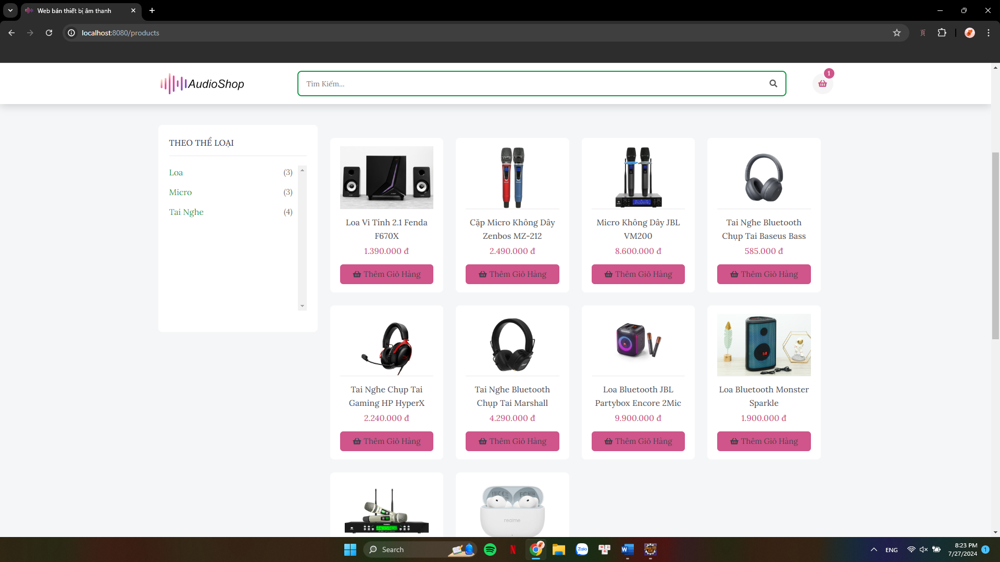 Web bán thiết bị âm thanh
localhost:8080/products
AudioShop
Tìm Kiếm...
1
THEO THỂ LOẠI
Loa (3)
Micro (3)
Tai Nghe (4)
Loa Vi Tính 2.1 Fenda
F670X
1.390.000 đ
Thêm Giỏ Hàng
Cặp Micro Không Dây
Zenbos MZ-212
2.490.000 đ
Thêm Giỏ Hàng
Micro Không Dây JBL
VM200
8.600.000 đ
Thêm Giỏ Hàng
Tai Nghe Bluetooth
Chụp Tai Baseus Bass
585.000 đ
Thêm Giỏ Hàng
Tai Nghe Chụp Tai
Gaming HP HyperX
2.240.000 đ
Thêm Giỏ Hàng
Tai Nghe Bluetooth
Chụp Tai Marshall
4.290.000 đ
Thêm Giỏ Hàng
Loa Bluetooth JBL
Partybox Encore 2Mic
9.900.000 đ
Thêm Giỏ Hàng
Loa Bluetooth Monster
Sparkle
1.900.000 đ
Thêm Giỏ Hàng
realme
Search
Zalo
ENG
8:23 PM
7/27/2024
1